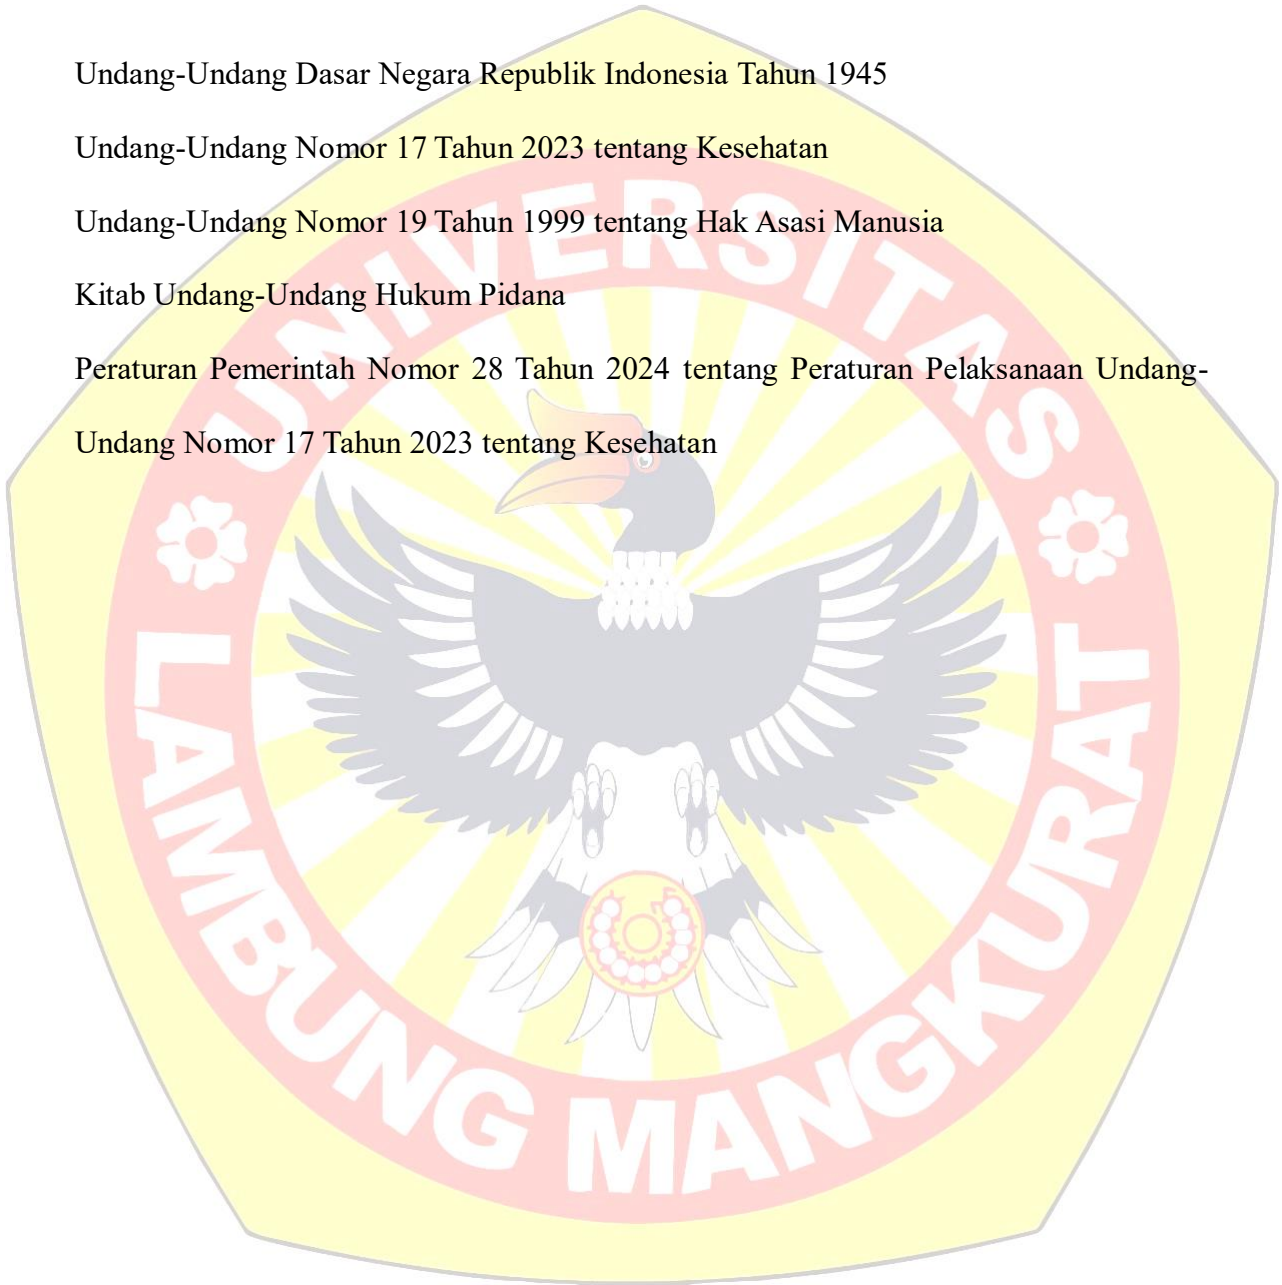 Undang-Undang Dasar Negara Republik Indonesia Tahun 1945
Undang-Undang Nomor 17 Tahun 2023 tentang Kesehatan
Undang-Undang Nomor 19 Tahun 1999 tentang Hak Asasi Manusia
Kitab Undang-Undang Hukum Pidana
Peraturan Pemerintah Nomor 28 Tahun 2024 tentang Peraturan Pelaksanaan Undang-
Undang Nomor 17 Tahun 2023 tentang Kesehatan
UNIVERSITAS
LAMBUNG MANGKURAT